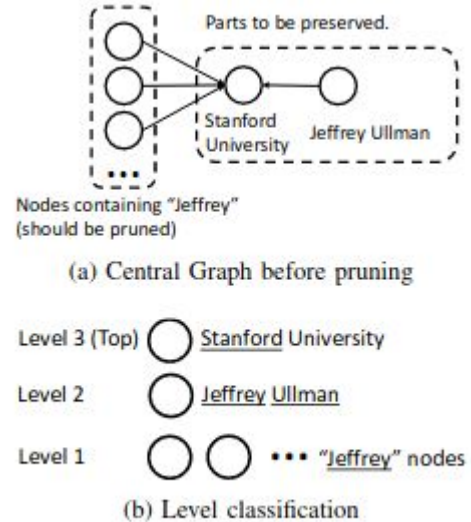 Parts to be preserved.
Stanford
University
Jeffrey Ullman
...
Nodes containing "Jeffrey"
(should be pruned)
(a) Central Graph before pruning
Level 3 (Top) Stanford University
Level 2 Jeffrey Ullman
Level 1 ... "Jeffrey" nodes
(b) Level classification